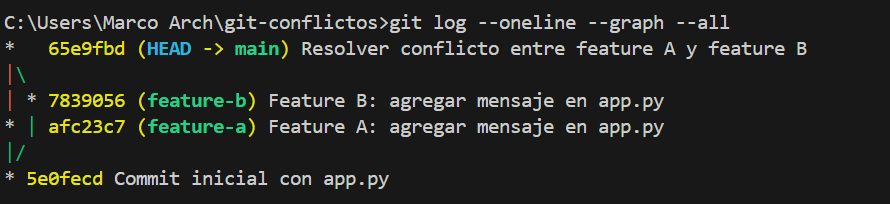 C:\Users\Marco Arch\git-conflictos>git log --oneline --graph --all
*   65e9fbd (HEAD -> main) Resolver conflicto entre feature A y feature B
|\
| * 7839056 (feature-b) Feature B: agregar mensaje en app.py
* | afc23c7 (feature-a) Feature A: agregar mensaje en app.py
|/
* 5e0fecd Commit inicial con app.py